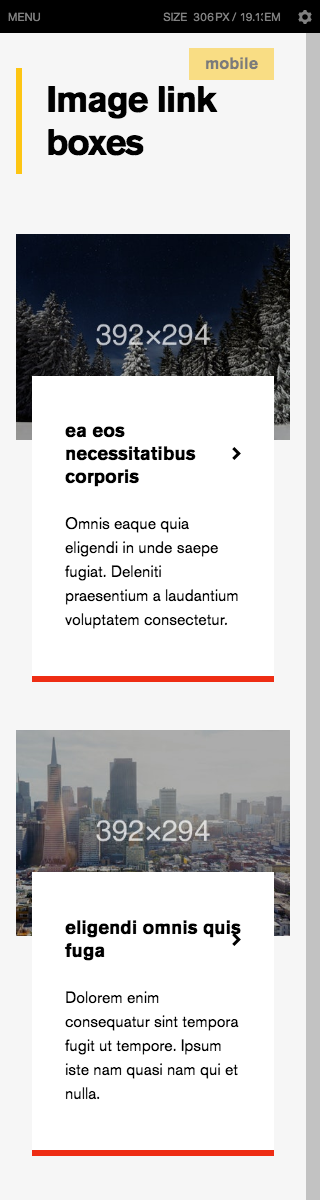 MENU SIZE 306PX / 19.1:EM
mobile
Image link
boxes
392×294
ea eos
necessitatibus
corporis
Omnis eaque quia
eligendi in unde saepe
fugiat. Deleniti
praesentium a laudantium
voluptatem consectetur.
392×294
eligendi omnis quis
fuga
Dolorem enim
consequatur sint tempora
fugit ut tempore. Ipsum
iste nam quasi nam qui et
nulla.